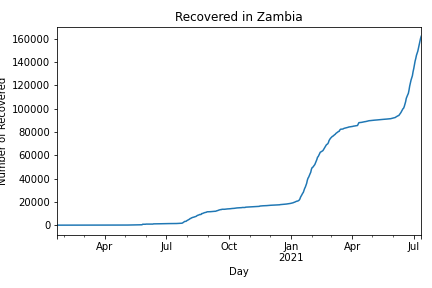 Recovered in Zambia
160000
140000
120000
100000
80000
60000
40000
20000
0
Number of Recovered
Apr
Jul
Oct
Jan
2021
Apr
Jul
Day